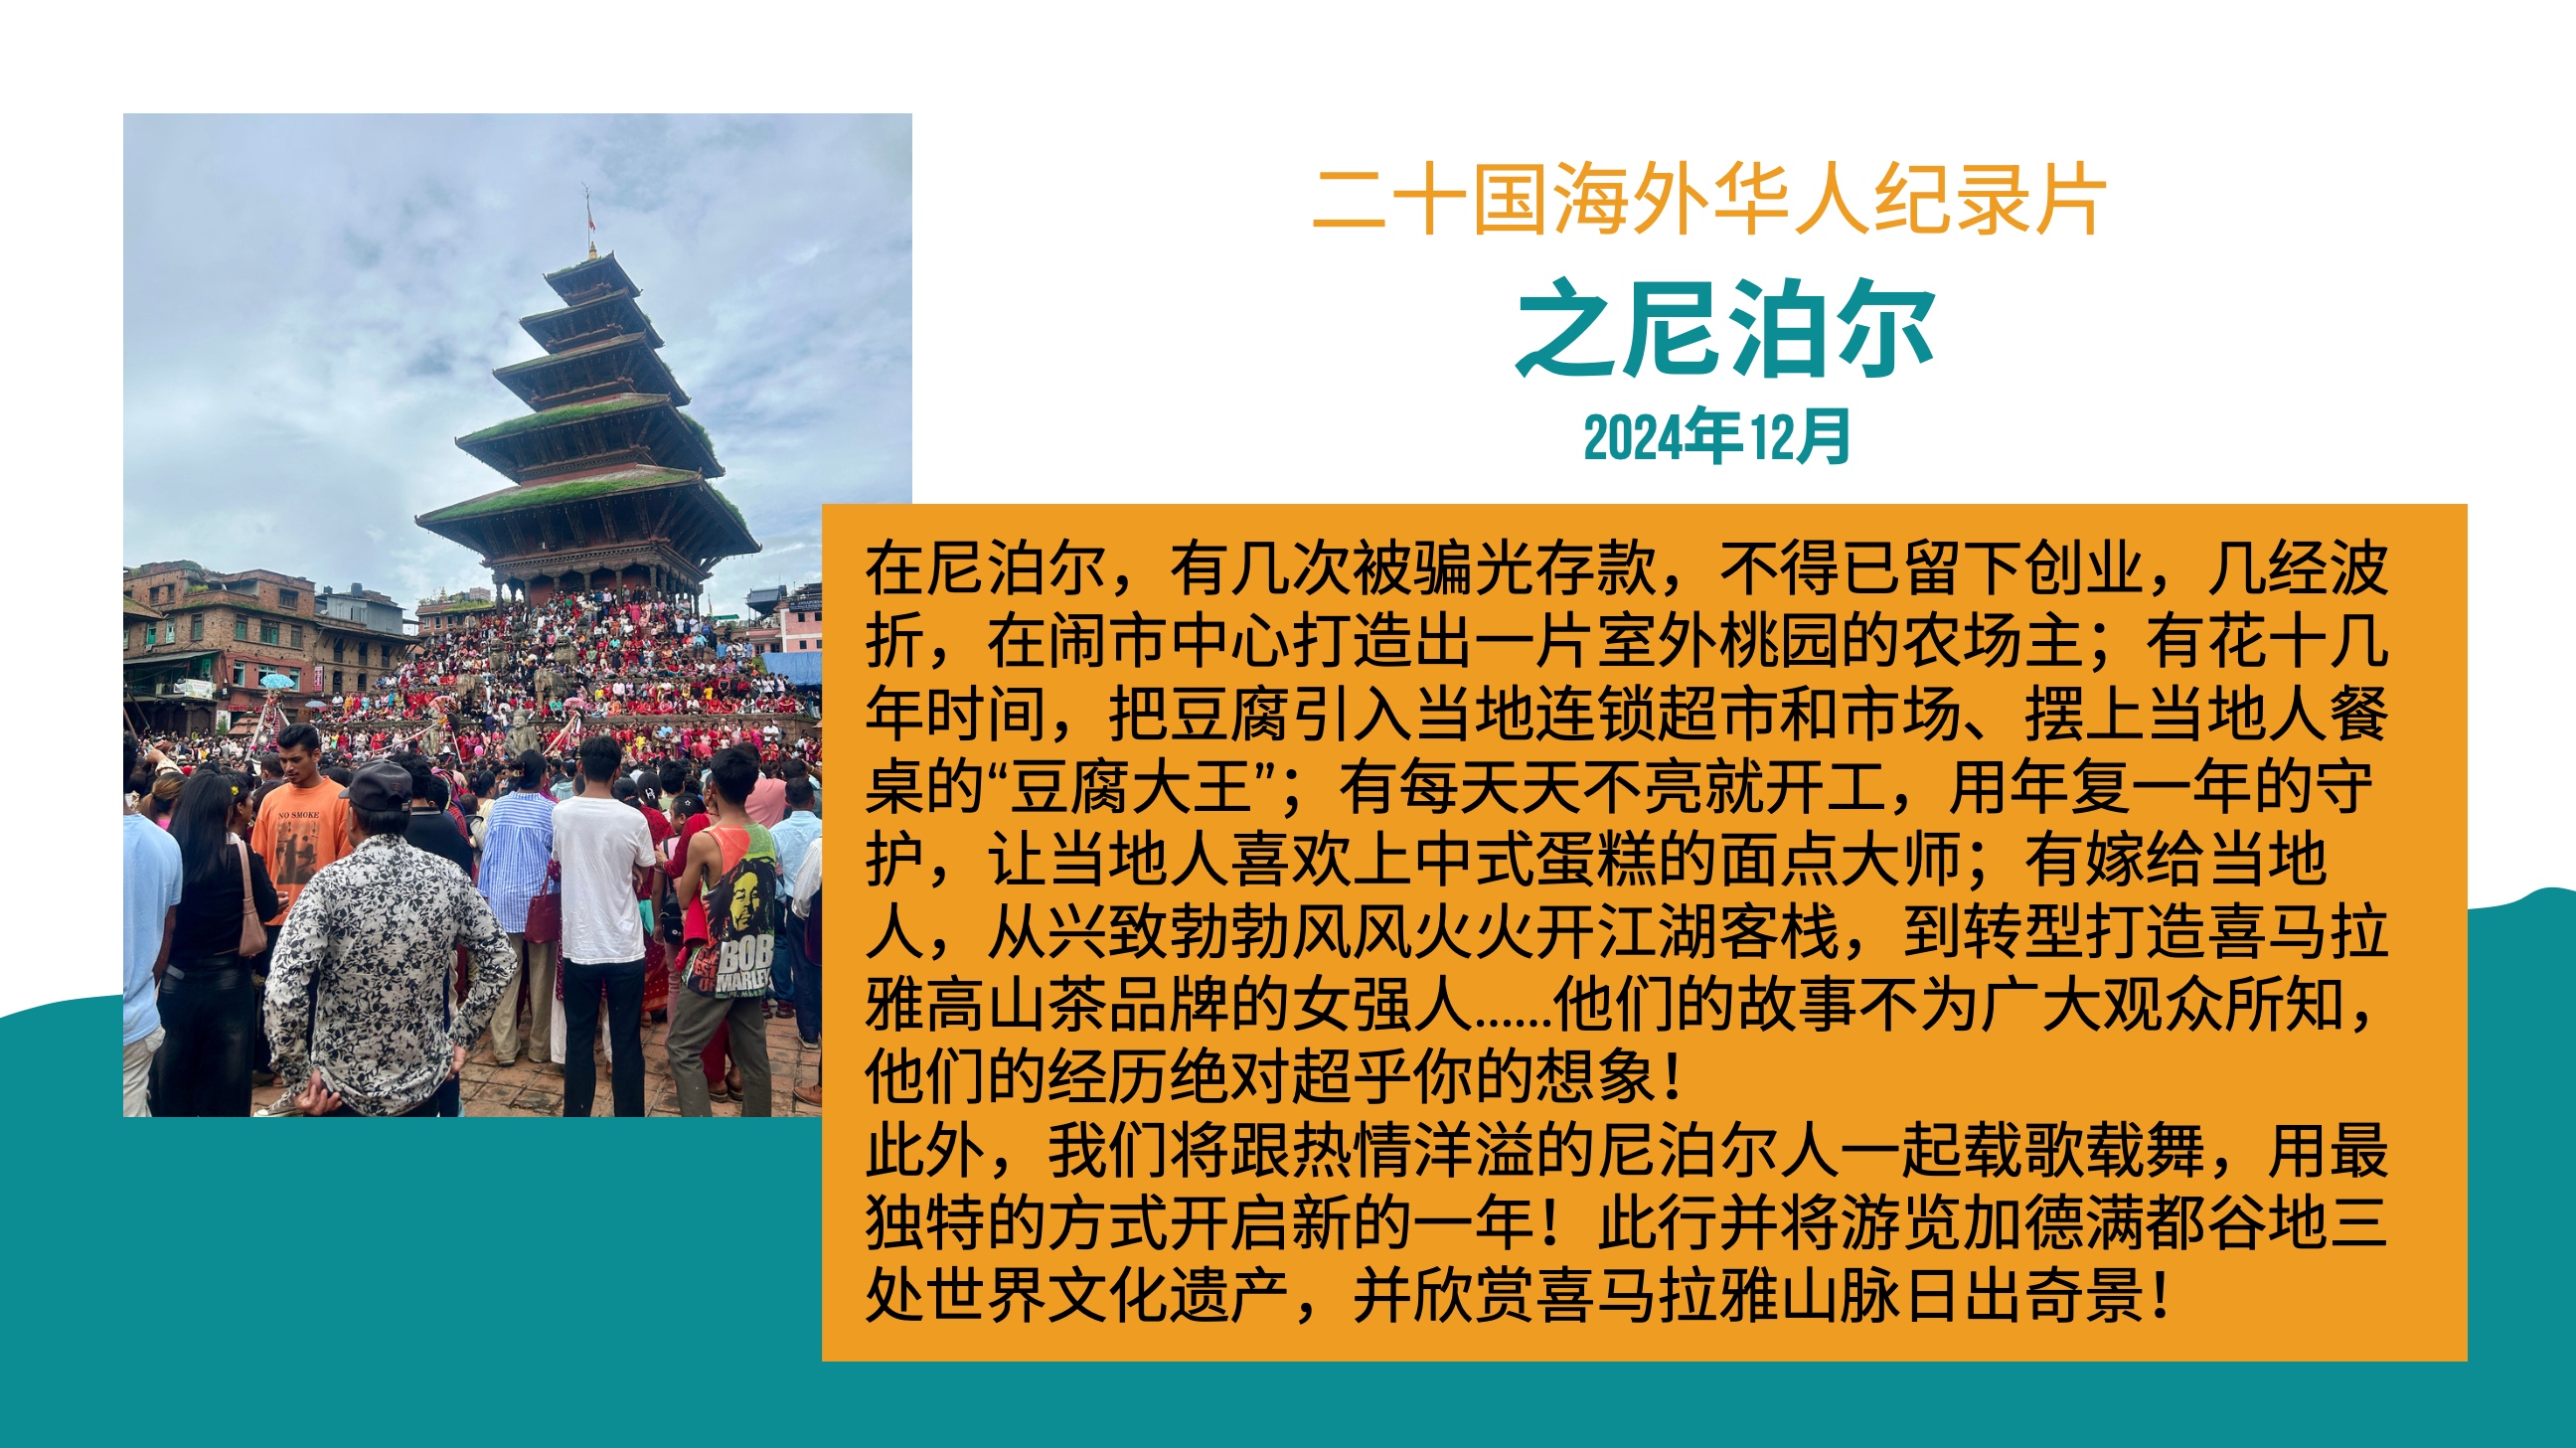 二十国海外华人纪录片
之尼泊尔
2024年12月
在尼泊尔，有几次被骗光存款，不得已留下创业，几经波
折，在闹市中心打造出一片室外桃园的农场主；有花十几
年时间，把豆腐引入当地连锁超市和市场、摆上当地人餐
桌的“豆腐大王”；有每天天不亮就开工，用年复一年的守
护，让当地人喜欢上中式蛋糕的面点大师；有嫁给当地
人，从兴致勃勃风风火火开江湖客栈，到转型打造喜马拉
雅高山茶品牌的女强人......他们的故事不为广大观众所知，
他们的经历绝对超乎你的想象！
此外，我们将跟热情洋溢的尼泊尔人一起载歌载舞，用最
独特的方式开启新的一年！此行并将游览加德满都谷地三
处世界文化遗产，并欣赏喜马拉雅山脉日出奇景！
NO SMOKE
BOB
MARLEY